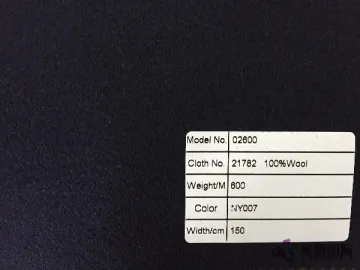 Model No. 02600
Cloth No. 21782 100%Wool
Weight/M 600
Color NY007
Width/cm 150